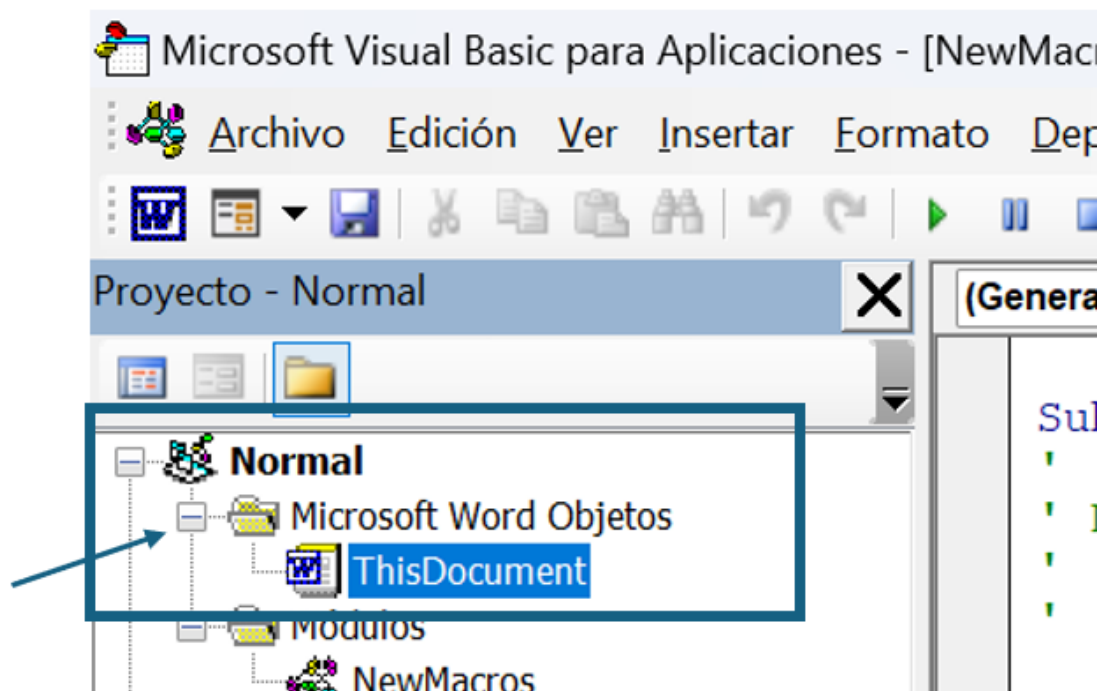 Microsoft Visual Basic para Aplicaciones - [NewMacr
Archivo Edición Ver Insertar Formato Dep
Proyecto - Normal
(Genera
Normal
Microsoft Word Objetos
ThisDocument
Módulos
NewMacros